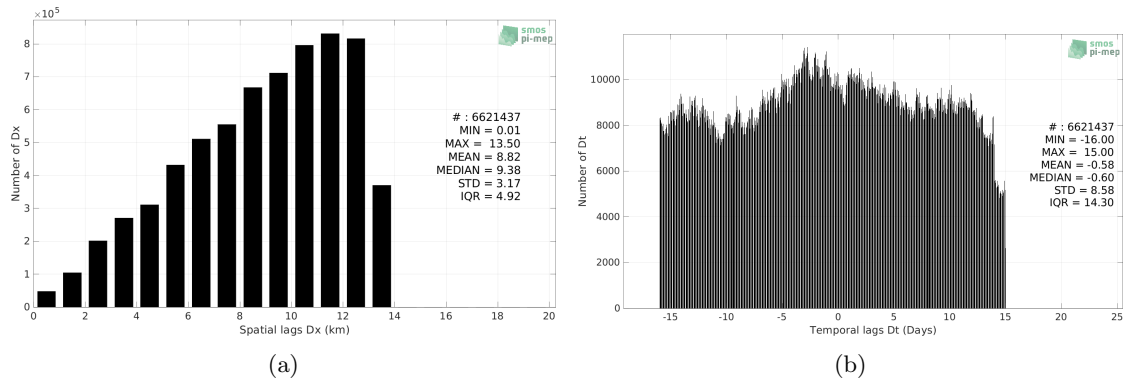 ×10⁵
8
7
6
5
4
3
2
1
0
Number of Dx
0 2 4 6 8 10 12 14 16 18 20
Spatial lags Dx (km)
smos
pi-mep
# : 6621437
MIN = 0.01
MAX = 13.50
MEAN = 8.82
MEDIAN = 9.38
STD = 3.17
IQR = 4.92
(a)
10000
8000
6000
4000
2000
0
Number of Dt
-15 -10 -5 0 5 10 15 20 25
Temporal lags Dt (Days)
smos
pi-mep
# : 6621437
MIN = -16.00
MAX = 15.00
MEAN = -0.58
MEDIAN = -0.60
STD = 8.58
IQR = 14.30
(b)